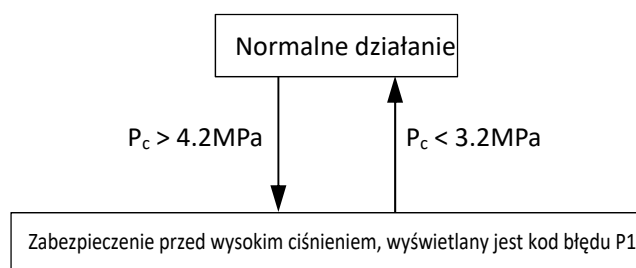 Normalne działanie
Pc > 4.2MPa
Pc < 3.2MPa
Zabezpieczenie przed wysokim ciśnieniem, wyświetlany jest kod błędu P1